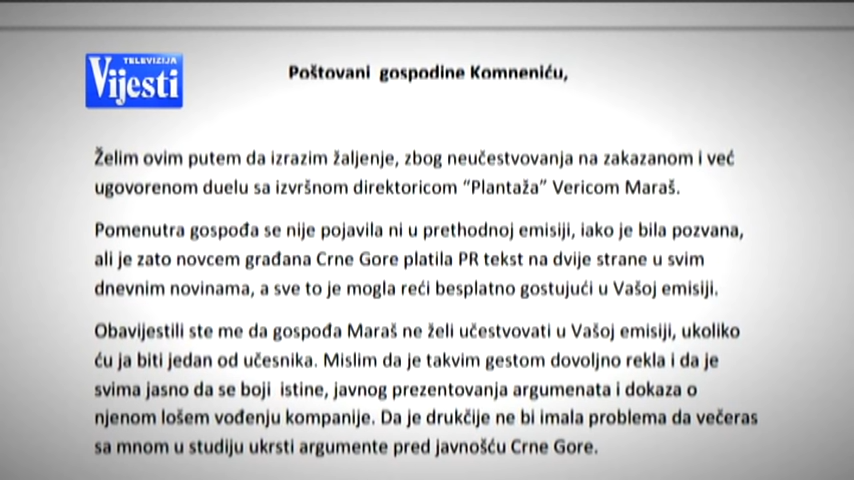 TELEVIZIJA
Vijesti
Poštovani gospodine Komneniću,
Želim ovim putem da izrazim žaljenje, zbog neučestvovanja na zakazanom i već
ugovorenom duelu sa izvršnom direktoricom “Plantaža” Vericom Maraš.
Pomenutra gospođa se nije pojavila ni u prethodnoj emisiji, iako je bila pozvana,
ali je zato novcem građana Crne Gore platila PR tekst na dvije strane u svim
dnevnim novinama, a sve to je mogla reći besplatno gostujući u Vašoj emisiji.
Obavijestili ste me da gospođa Maraš ne želi učestvovati u Vašoj emisiji, ukoliko
ću ja biti jedan od učesnika. Mislim da je takvim gestom dovoljno rekla i da je
svima jasno da se boji istine, javnog prezentovanja argumenata i dokaza o
njenom lošem vođenju kompanije. Da je drukčije ne bi imala problema da večeras
sa mnom u studiju ukrsti argumente pred javnošću Crne Gore.